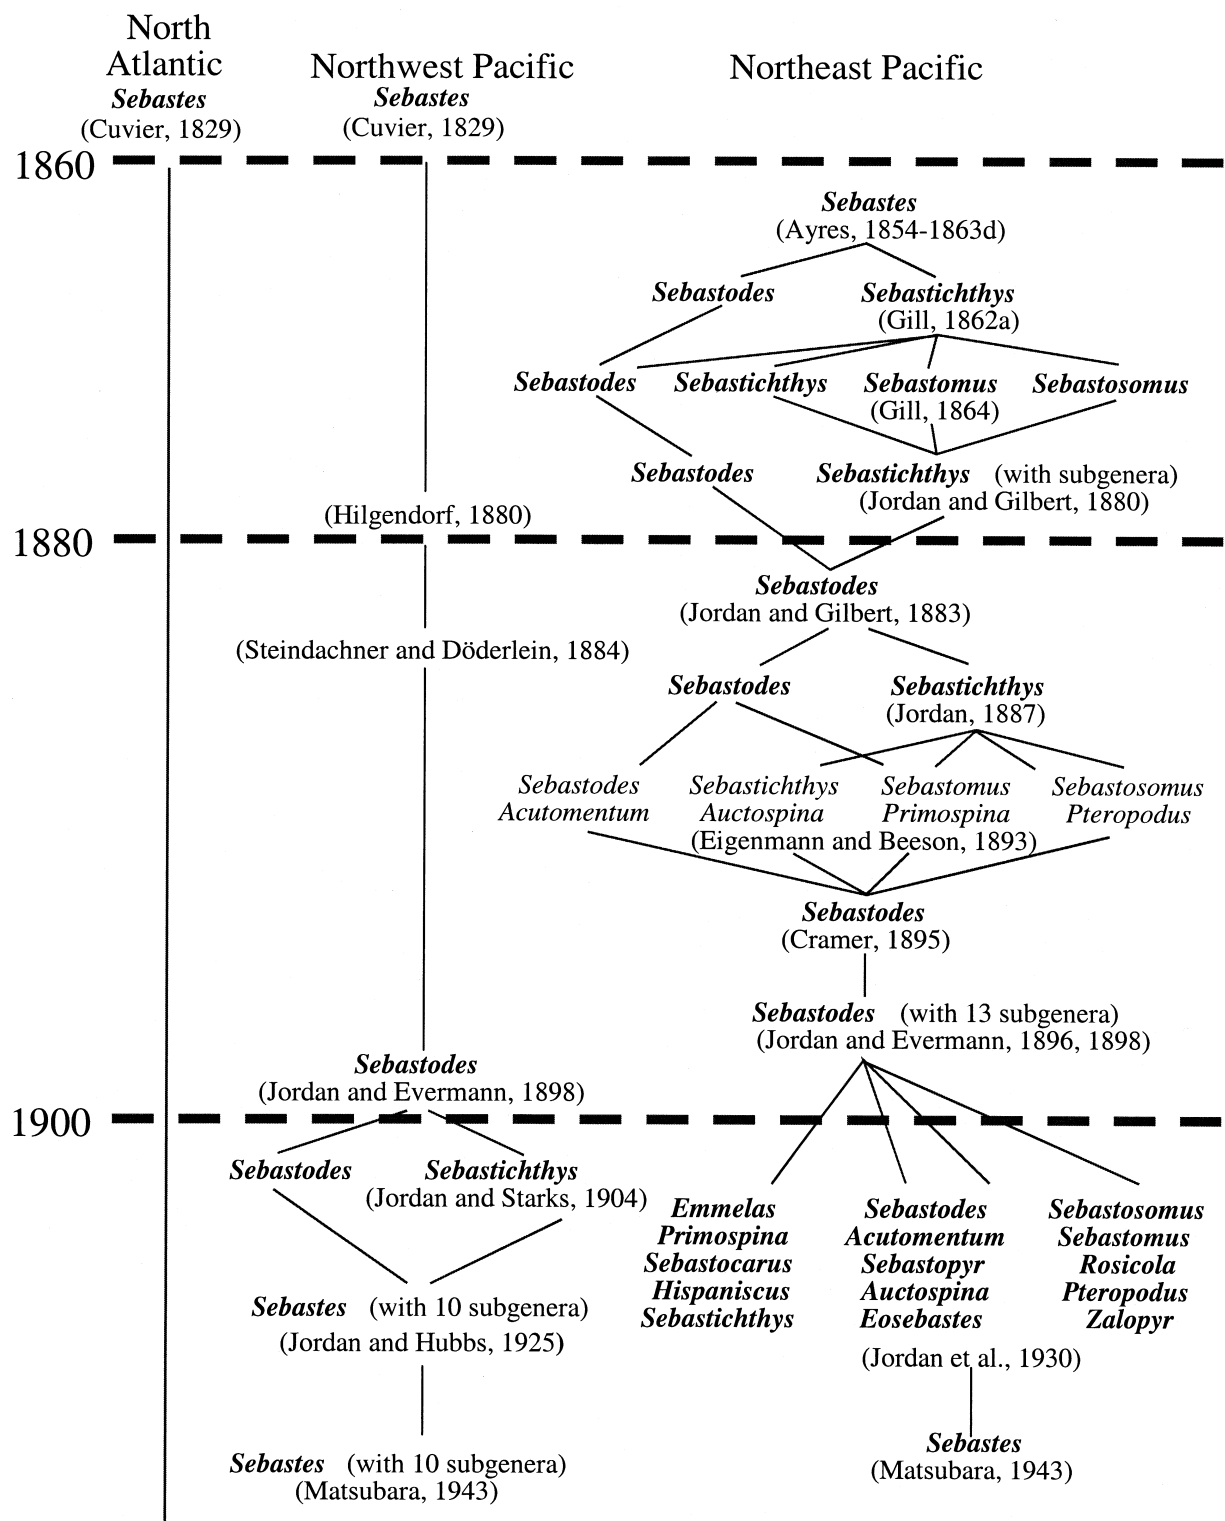 North
Atlantic
Sebastes
(Cuvier, 1829)
Northwest Pacific
Sebastes
(Cuvier, 1829)
Northeast Pacific
1860
Sebastes
(Ayres, 1854-1863d)
Sebastodes
Sebastichthys
(Gill, 1862a)
Sebastodes
Sebastichthys
Sebastomus
Sebastosomus
(Gill, 1864)
Sebastodes
Sebastichthys (with subgenera)
(Jordan and Gilbert, 1880)
(Hilgendorf, 1880)
1880
Sebastodes
(Jordan and Gilbert, 1883)
(Steindachner and Döderlein, 1884)
Sebastodes
Sebastichthys
(Jordan, 1887)
Sebastodes
Acutomentum
Sebastichthys
Auctospina
Sebastomus
Primospina
Sebastosomus
Pteropodus
(Eigenmann and Beeson, 1893)
Sebastodes
(Cramer, 1895)
Sebastodes (with 13 subgenera)
(Jordan and Evermann, 1896, 1898)
Sebastodes
(Jordan and Evermann, 1898)
1900
Sebastodes
Sebastichthys
(Jordan and Starks, 1904)
Emmelas
Primospina
Sebastocarus
Hispaniscus
Sebastichthys
Sebastodes
Acutomentum
Sebastopyr
Auctospina
Eosebastes
Sebastosomus
Sebastomus
Rosicola
Pteropodus
Zalopyr
Sebastes (with 10 subgenera)
(Jordan and Hubbs, 1925)
(Jordan et al., 1930)
Sebastes (with 10 subgenera)
(Matsubara, 1943)
Sebastes
(Matsubara, 1943)